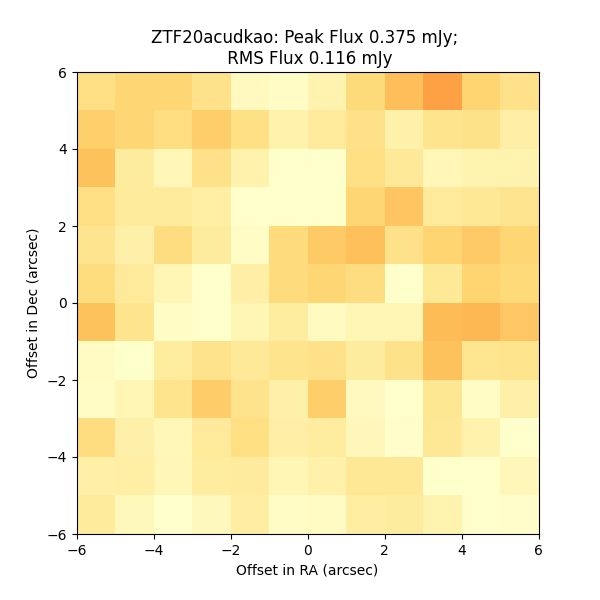 ZTF20acudkao: Peak Flux 0.375 mJy;
RMS Flux 0.116 mJy
6
4
2
0
−2
−4
−6
Offset in Dec (arcsec)
−6 −4 −2 0 2 4 6
Offset in RA (arcsec)